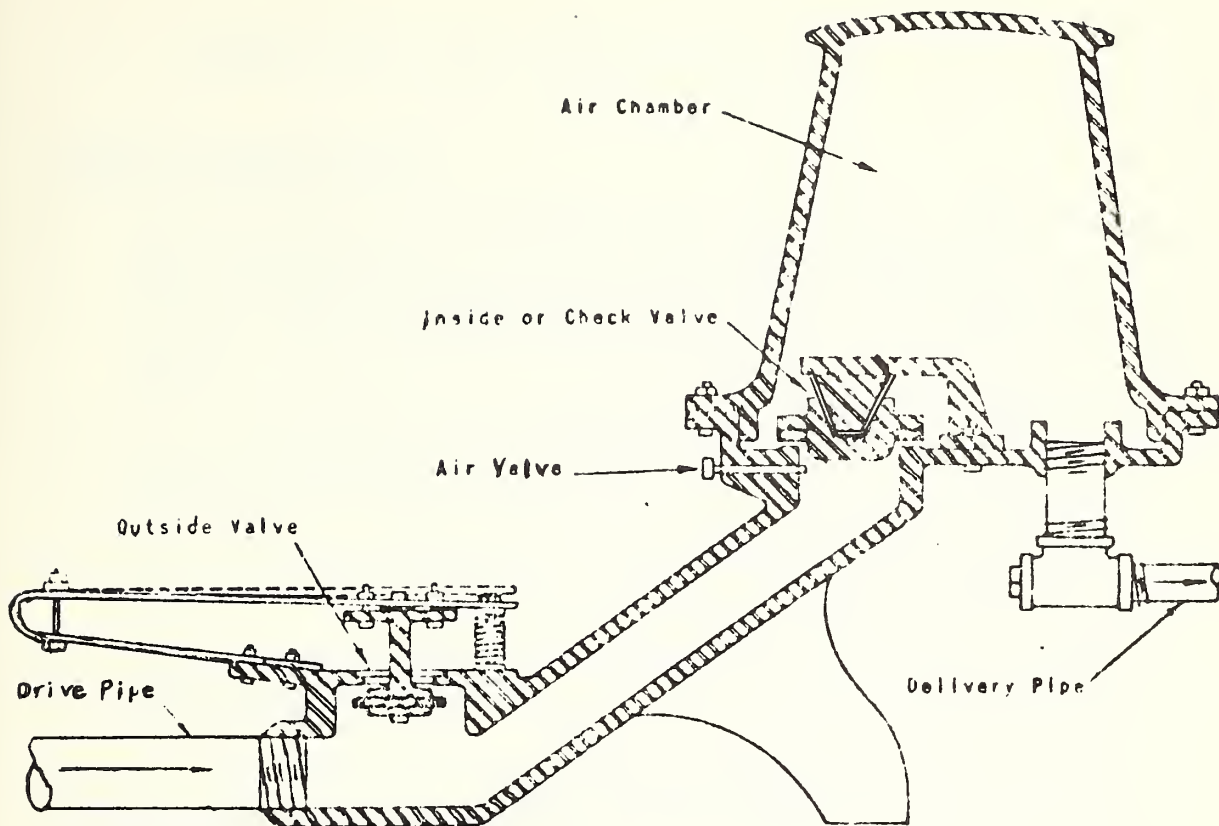 Air Chamber
Inside or Check Valve
Air Valve
Outside Valve
Drive Pipe
Delivery Pipe